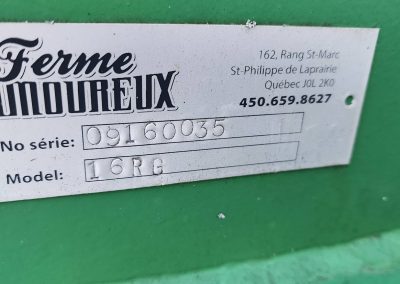 Ferme
AMOUREUX
162, Rang St-Marc
St-Philippe de Laprairie
Québec J0L 2K0
450.659.8627
No série: 09160035
Model: 16RG